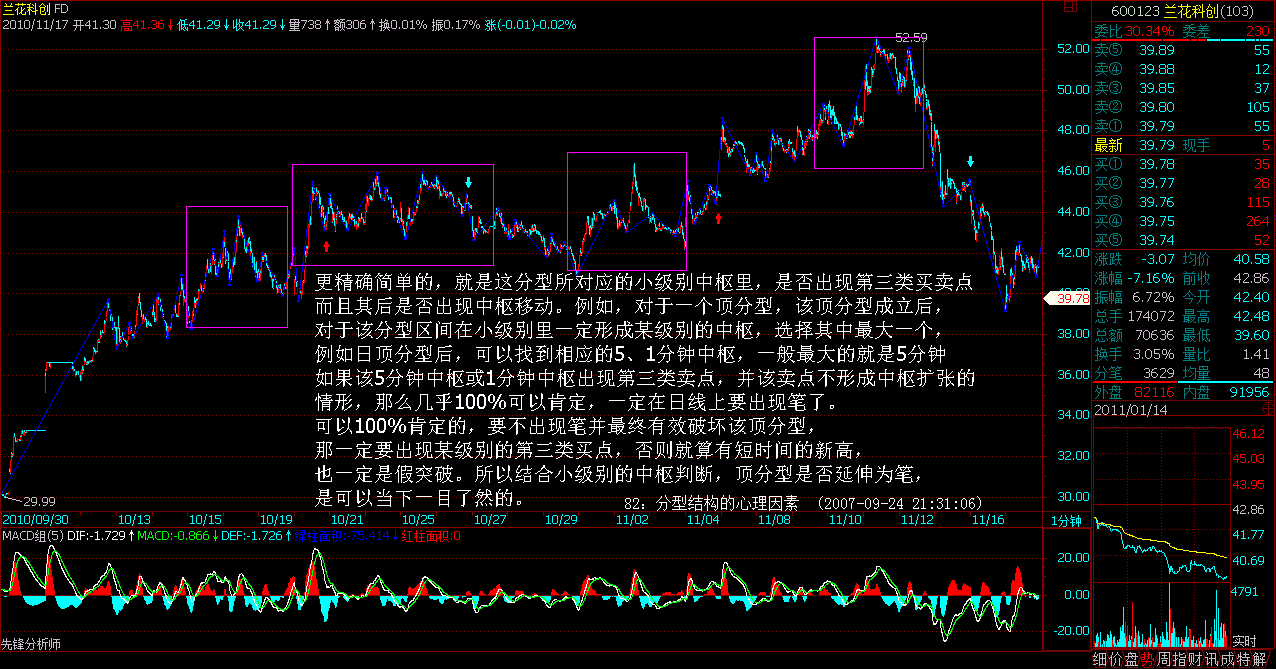 兰花科创 FD
2010/11/17 开41.30 高41.36↓低41.29↓收41.29↓量738↑额306↑换0.01% 振0.17% 涨(-0.01)-0.02%
52.59
29.99
更精确简单的，就是这分型所对应的小级别中枢里，是否出现第三类买卖点
而且其后是否出现中枢移动。例如，对于一个顶分型，该顶分型成立后，
对于该分型区间在小级别里一定形成某级别的中枢，选择其中最大一个，
例如日顶分型后，可以找到相应的5、1分钟中枢，一般最大的就是5分钟
如果该5分钟中枢或1分钟中枢出现第三类卖点，并该卖点不形成中枢扩张的
情形，那么几乎100%可以肯定，一定在日线上要出现笔了。
可以100%肯定的，要不出现笔并最终有效破坏该顶分型，
那一定要出现某级别的第三类买点，否则就算有短时间的新高，
也一定是假突破。所以结合小级别的中枢判断，顶分型是否延伸为笔，
是可以当下一目了然的。
82：分型结构的心理因素 （2007-09-24 21:31:06）
52.00
50.00
48.00
46.00
44.00
42.00
39.78
38.00
36.00
34.00
32.00
30.00
2010/09/30 10/13 10/15 10/19 10/21 10/25 10/27 10/29 11/02 11/04 11/08 11/10 11/12 11/16 1分钟
MACD组(5) DIF:-1.729↑MACD:-0.866↓DEF:-1.726↑绿柱面积:-75.414↓红柱面积:0
20.00
0.00
-20.00
先锋分析师
600123 兰花科创(103)
委比 30.34% 委差 230
卖⑤ 39.89 55
卖④ 39.88 12
卖③ 39.85 37
卖② 39.80 105
卖① 39.79 55
最新 39.79 现手 5
买① 39.78 35
买② 39.77 28
买③ 39.76 115
买④ 39.75 264
买⑤ 39.74 52
涨跌 -3.07 均价 40.58
涨幅 -7.16% 前收 42.86
振幅 6.72% 今开 42.40
总手 174072 最高 42.48
总额 70636 最低 39.60
换手 3.05% 量比 1.41
分笔 3629 均量 48
外盘 82116 内盘 91956
2011/01/14
46.12
45.03
43.95
42.86
41.77
40.69
4791
实时
细价盘势周指财讯成特解